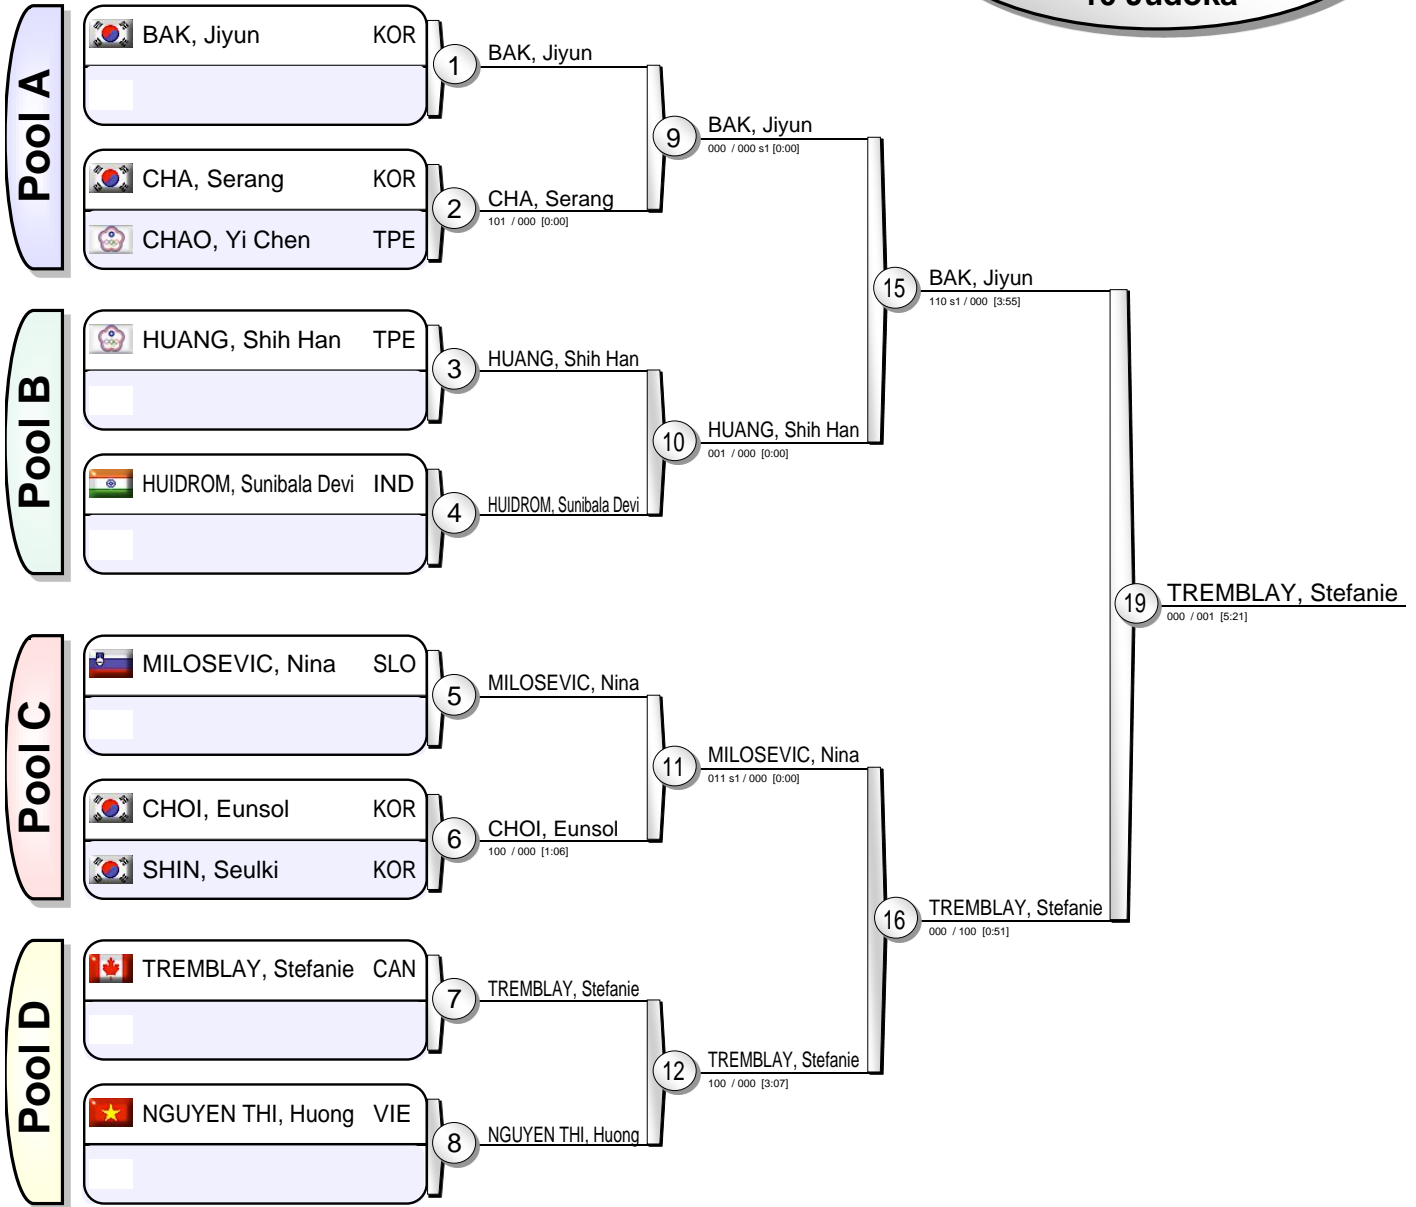 10 Judoka
Pool A
BAK, Jiyun KOR
1
BAK, Jiyun
CHA, Serang KOR
CHAO, Yi Chen TPE
2
CHA, Serang
101 / 000 [0:00]
9
BAK, Jiyun
000 / 000 s1 [0:00]
Pool B
HUANG, Shih Han TPE
3
HUANG, Shih Han
HUIDROM, Sunibala Devi IND
4
HUIDROM, Sunibala Devi
10
HUANG, Shih Han
001 / 000 [0:00]
15
BAK, Jiyun
110 s1 / 000 [3:55]
Pool C
MILOSEVIC, Nina SLO
5
MILOSEVIC, Nina
CHOI, Eunsol KOR
SHIN, Seulki KOR
6
CHOI, Eunsol
100 / 000 [1:06]
11
MILOSEVIC, Nina
011 s1 / 000 [0:00]
Pool D
TREMBLAY, Stefanie CAN
7
TREMBLAY, Stefanie
NGUYEN THI, Huong VIE
8
NGUYEN THI, Huong
12
TREMBLAY, Stefanie
100 / 000 [3:07]
16
TREMBLAY, Stefanie
000 / 100 [0:51]
19
TREMBLAY, Stefanie
000 / 001 [5:21]